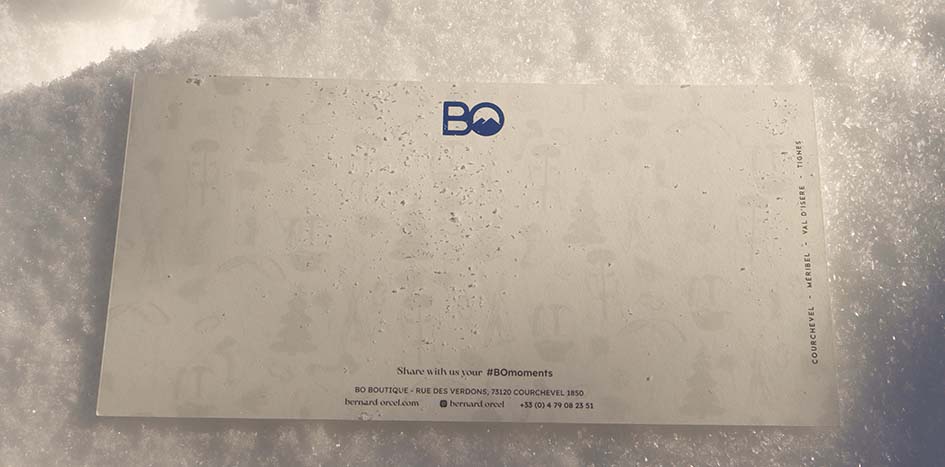 BO
Share with us your #BOmoments
BO BOUTIQUE - RUE DES VERDONS, 73120 COURCHEVEL 1850
bernard orcel.com bernard.orcel +33 (0) 4 79 08 23 51
COURCHEVEL - MÉRIBEL - VAL D'ISÈRE - TIGNES